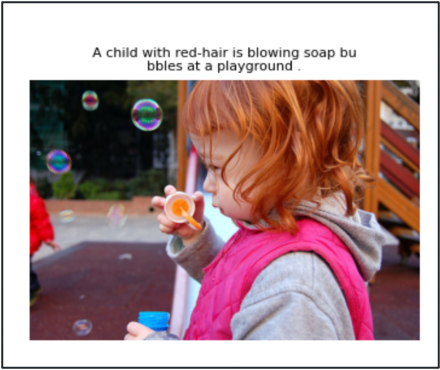 A child with red-hair is blowing soap bu
bbles at a playground .